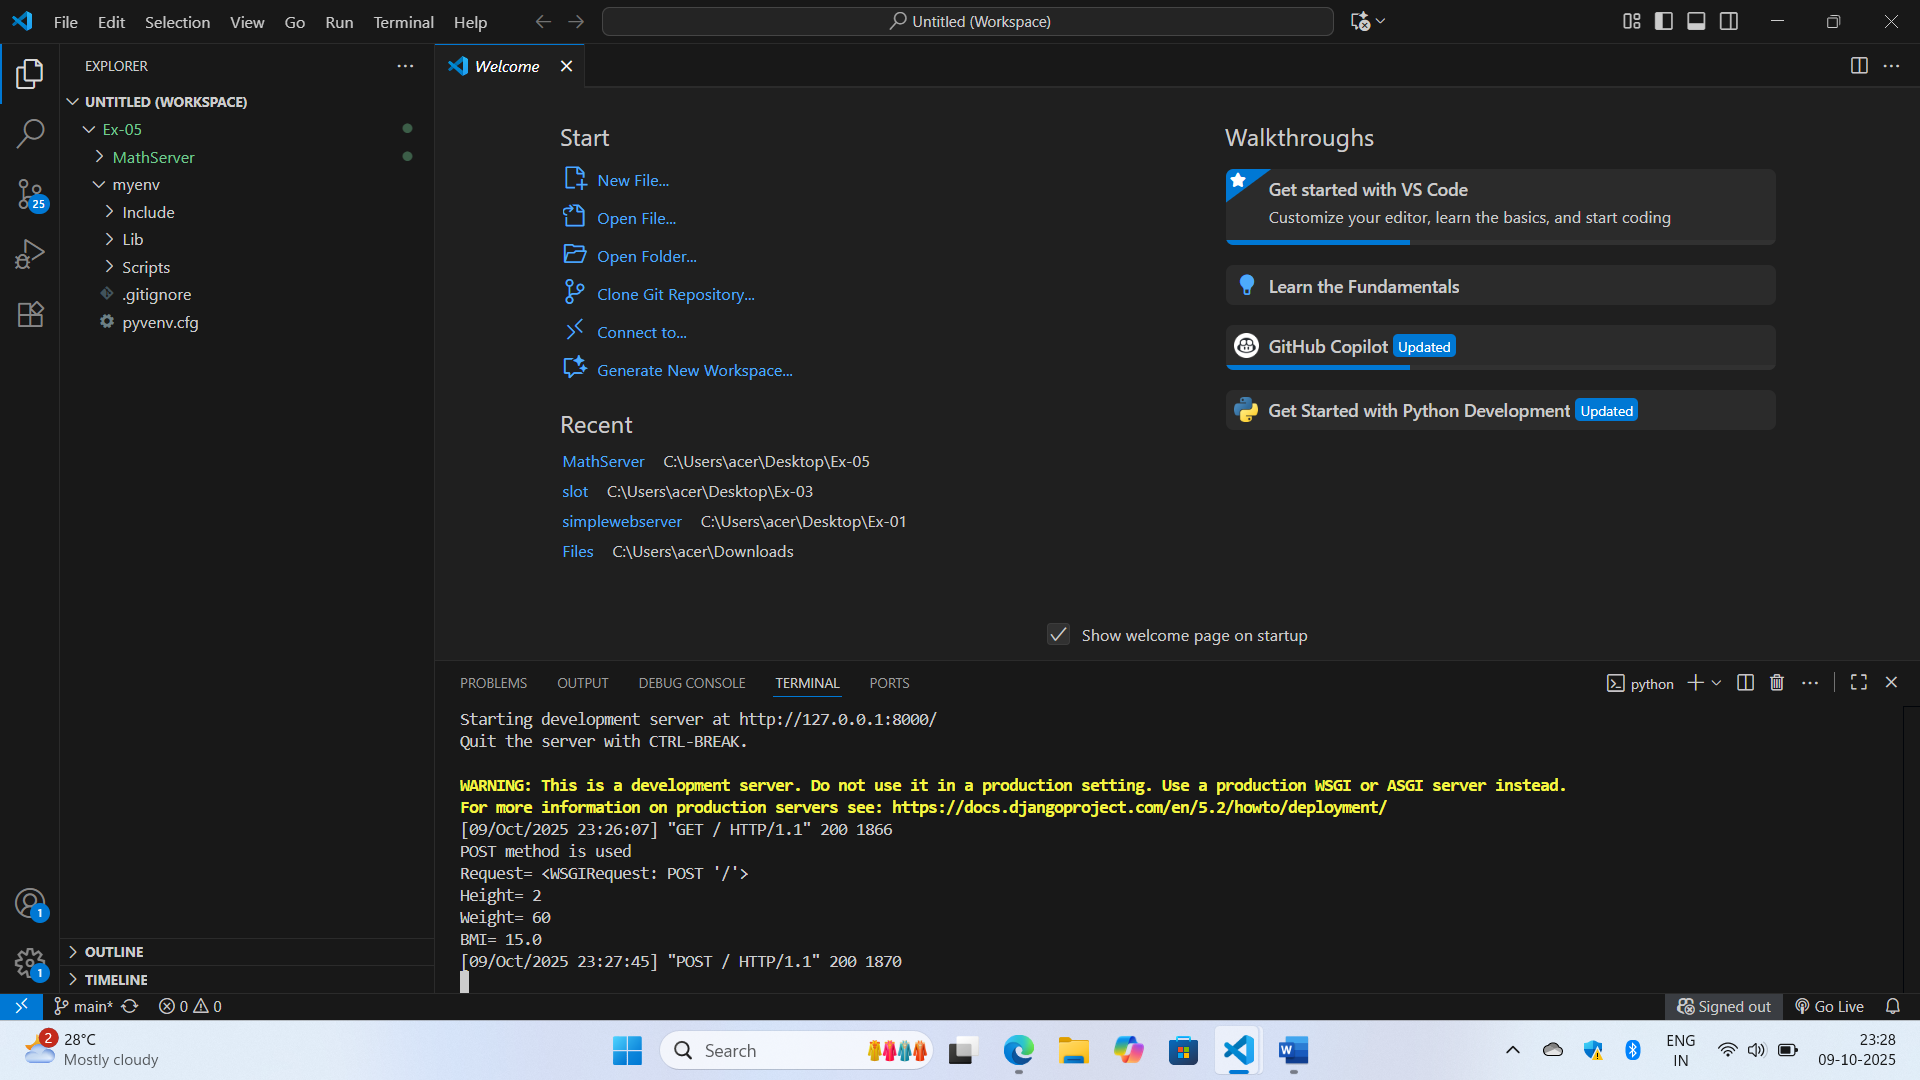 File Edit Selection View Go Run Terminal Help
Untitled (Workspace)
EXPLORER
Welcome
UNTITLED (WORKSPACE)
Ex-05
MathServer
myenv
Include
Lib
Scripts
.gitignore
pyvenv.cfg
25
1
1
OUTLINE
TIMELINE
Start
New File...
Open File...
Open Folder...
Clone Git Repository...
Connect to...
Generate New Workspace...
Recent
MathServer C:\Users\acer\Desktop\Ex-05
slot C:\Users\acer\Desktop\Ex-03
simplewebserver C:\Users\acer\Desktop\Ex-01
Files C:\Users\acer\Downloads
Walkthroughs
Get started with VS Code
Customize your editor, learn the basics, and start coding
Learn the Fundamentals
GitHub Copilot Updated
Get Started with Python Development Updated
Show welcome page on startup
PROBLEMS OUTPUT DEBUG CONSOLE TERMINAL PORTS
python
Starting development server at http://127.0.0.1:8000/
Quit the server with CTRL-BREAK.
WARNING: This is a development server. Do not use it in a production setting. Use a production WSGI or ASGI server instead.
For more information on production servers see: https://docs.djangoproject.com/en/5.2/howto/deployment/
[09/Oct/2025 23:26:07] "GET / HTTP/1.1" 200 1866
POST method is used
Request= <WSGIRequest: POST '/'>
Height= 2
Weight= 60
BMI= 15.0
[09/Oct/2025 23:27:45] "POST / HTTP/1.1" 200 1870
main* 0 0
Signed out Go Live
2
28°C
Mostly cloudy
Search
W
ENG
IN
23:28
09-10-2025